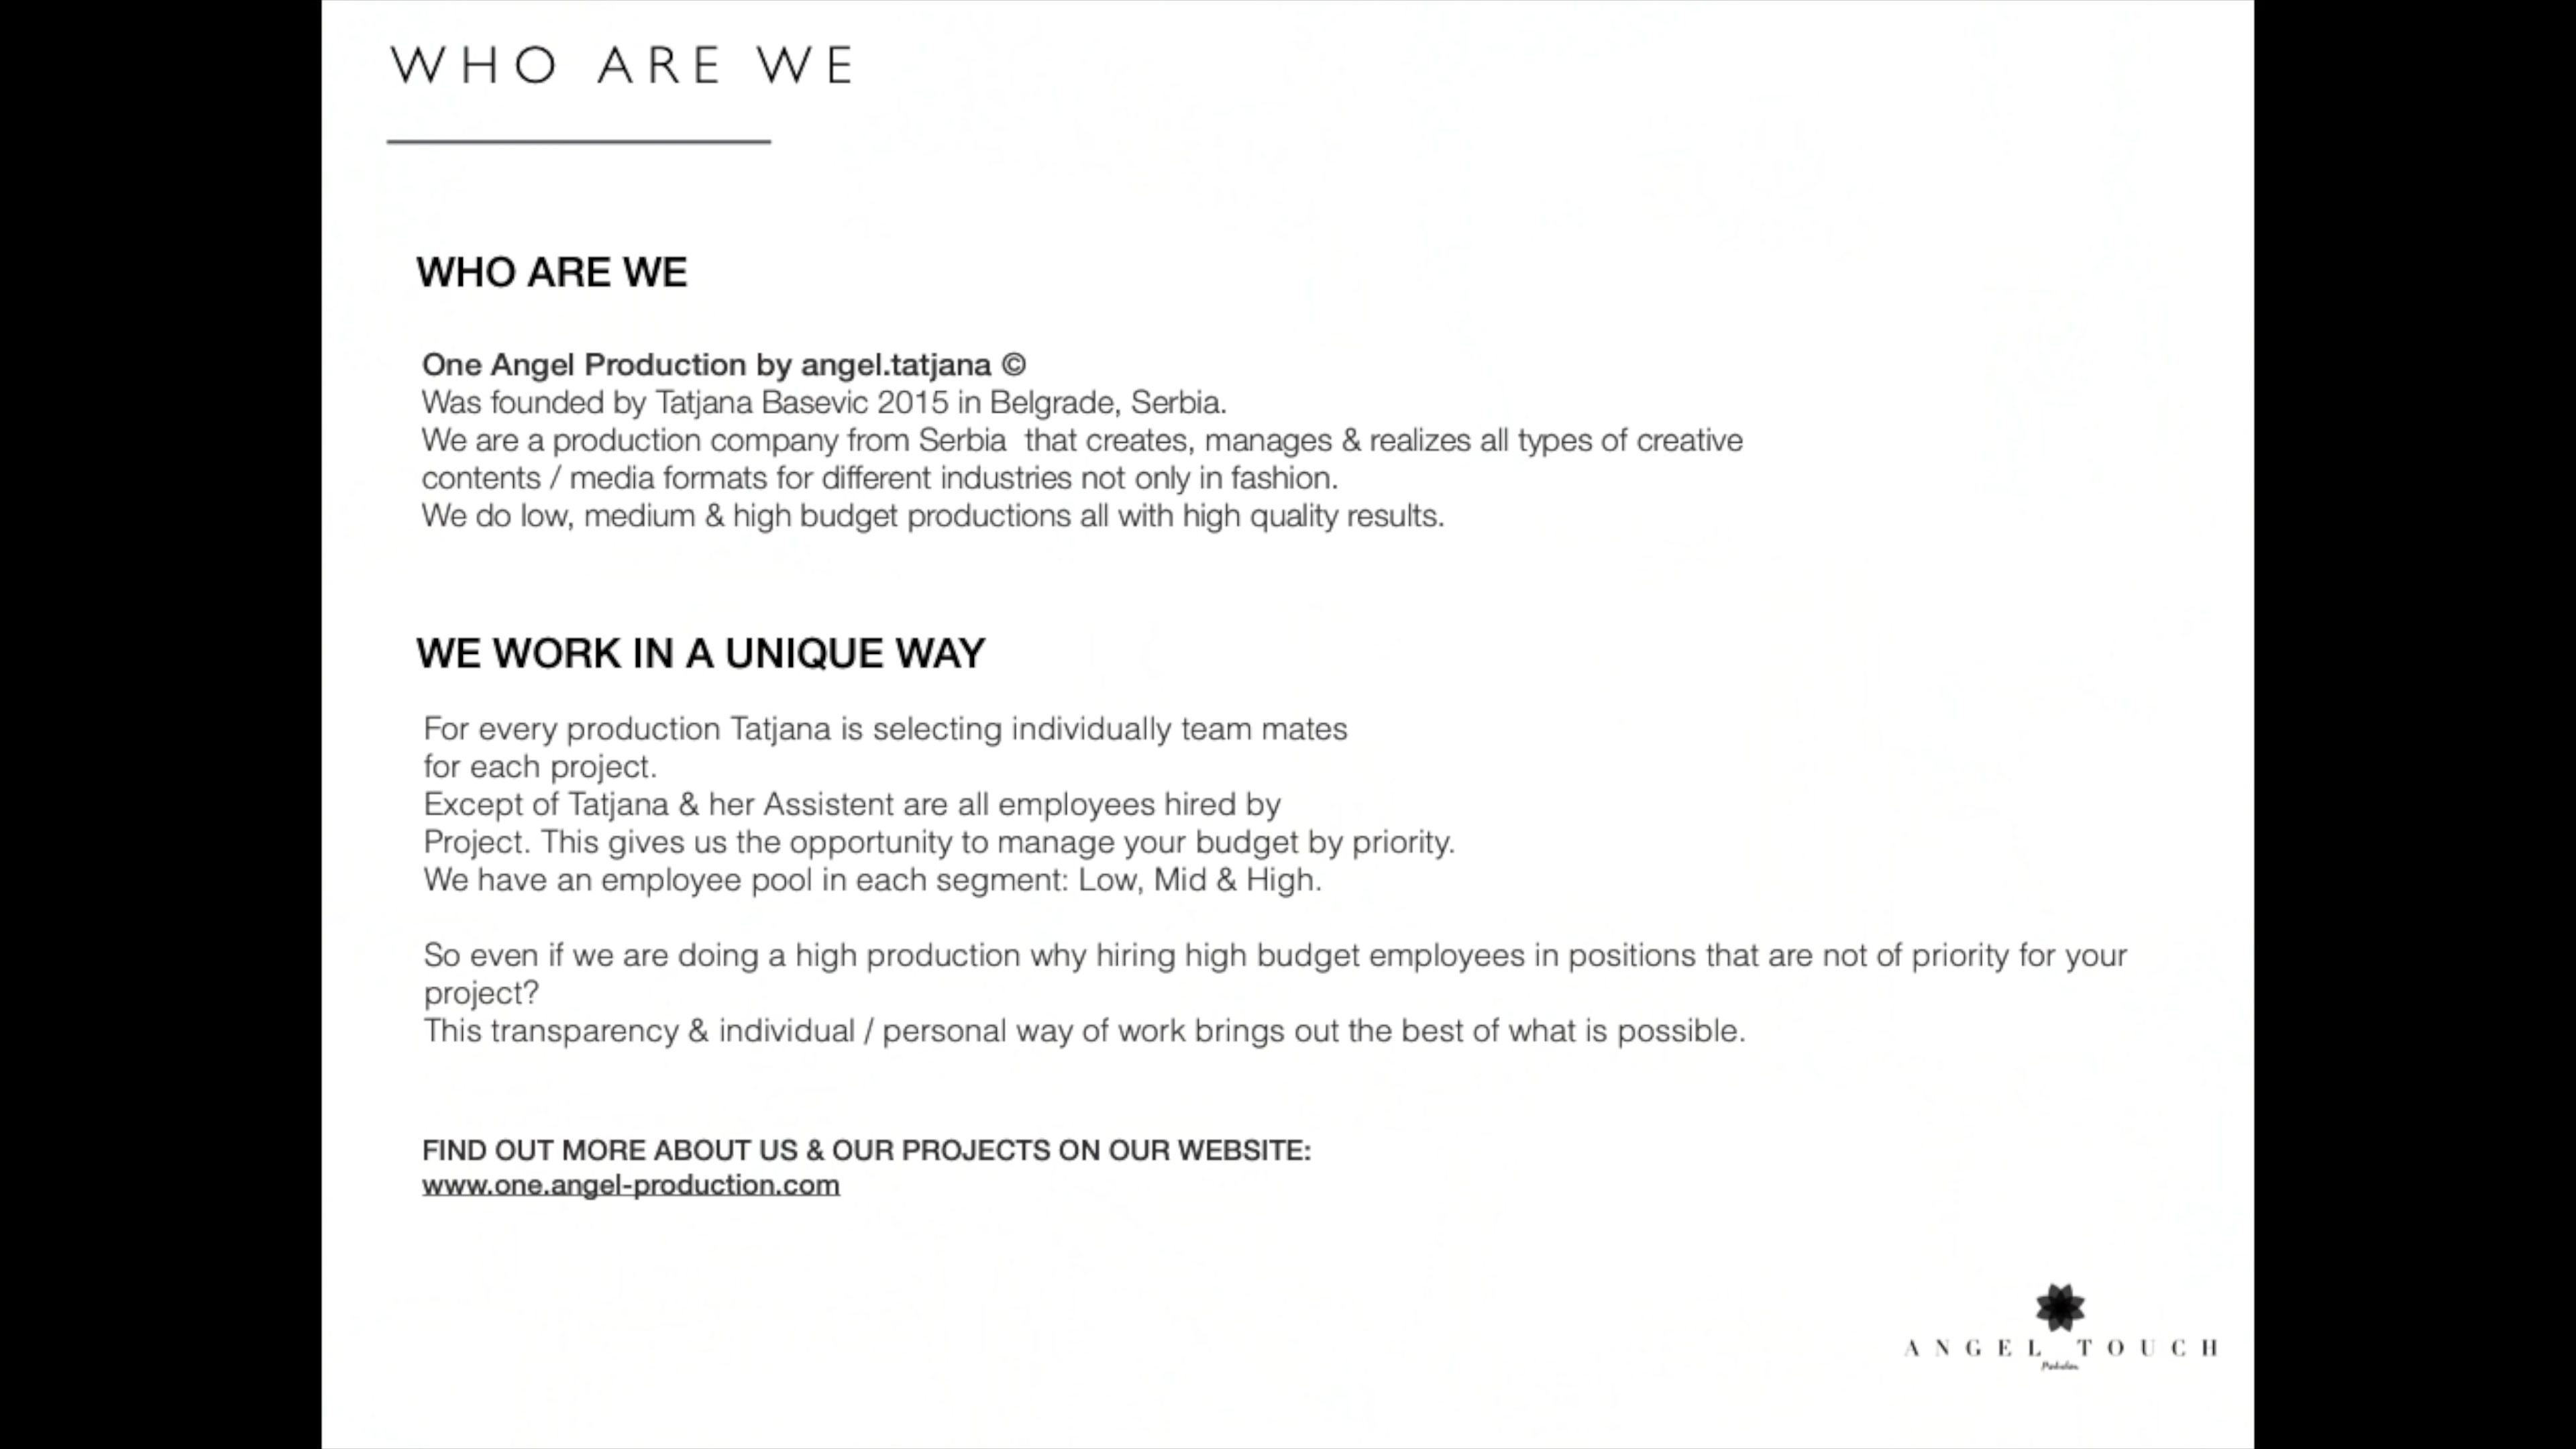 WHO ARE WE
WHO ARE WE
One Angel Production by angel.tatjana ©
Was founded by Tatjana Basevic 2015 in Belgrade, Serbia.
We are a production company from Serbia  that creates, manages & realizes all types of creative
contents / media formats for different industries not only in fashion.
We do low, medium & high budget productions all with high quality results.
WE WORK IN A UNIQUE WAY
For every production Tatjana is selecting individually team mates
for each project.
Except of Tatjana & her Assistent are all employees hired by
Project. This gives us the opportunity to manage your budget by priority.
We have an employee pool in each segment: Low, Mid & High.
So even if we are doing a high production why hiring high budget employees in positions that are not of priority for your
project?
This transparency & individual / personal way of work brings out the best of what is possible.
FIND OUT MORE ABOUT US & OUR PROJECTS ON OUR WEBSITE:
www.one.angel-production.com
ANGEL TOUCH